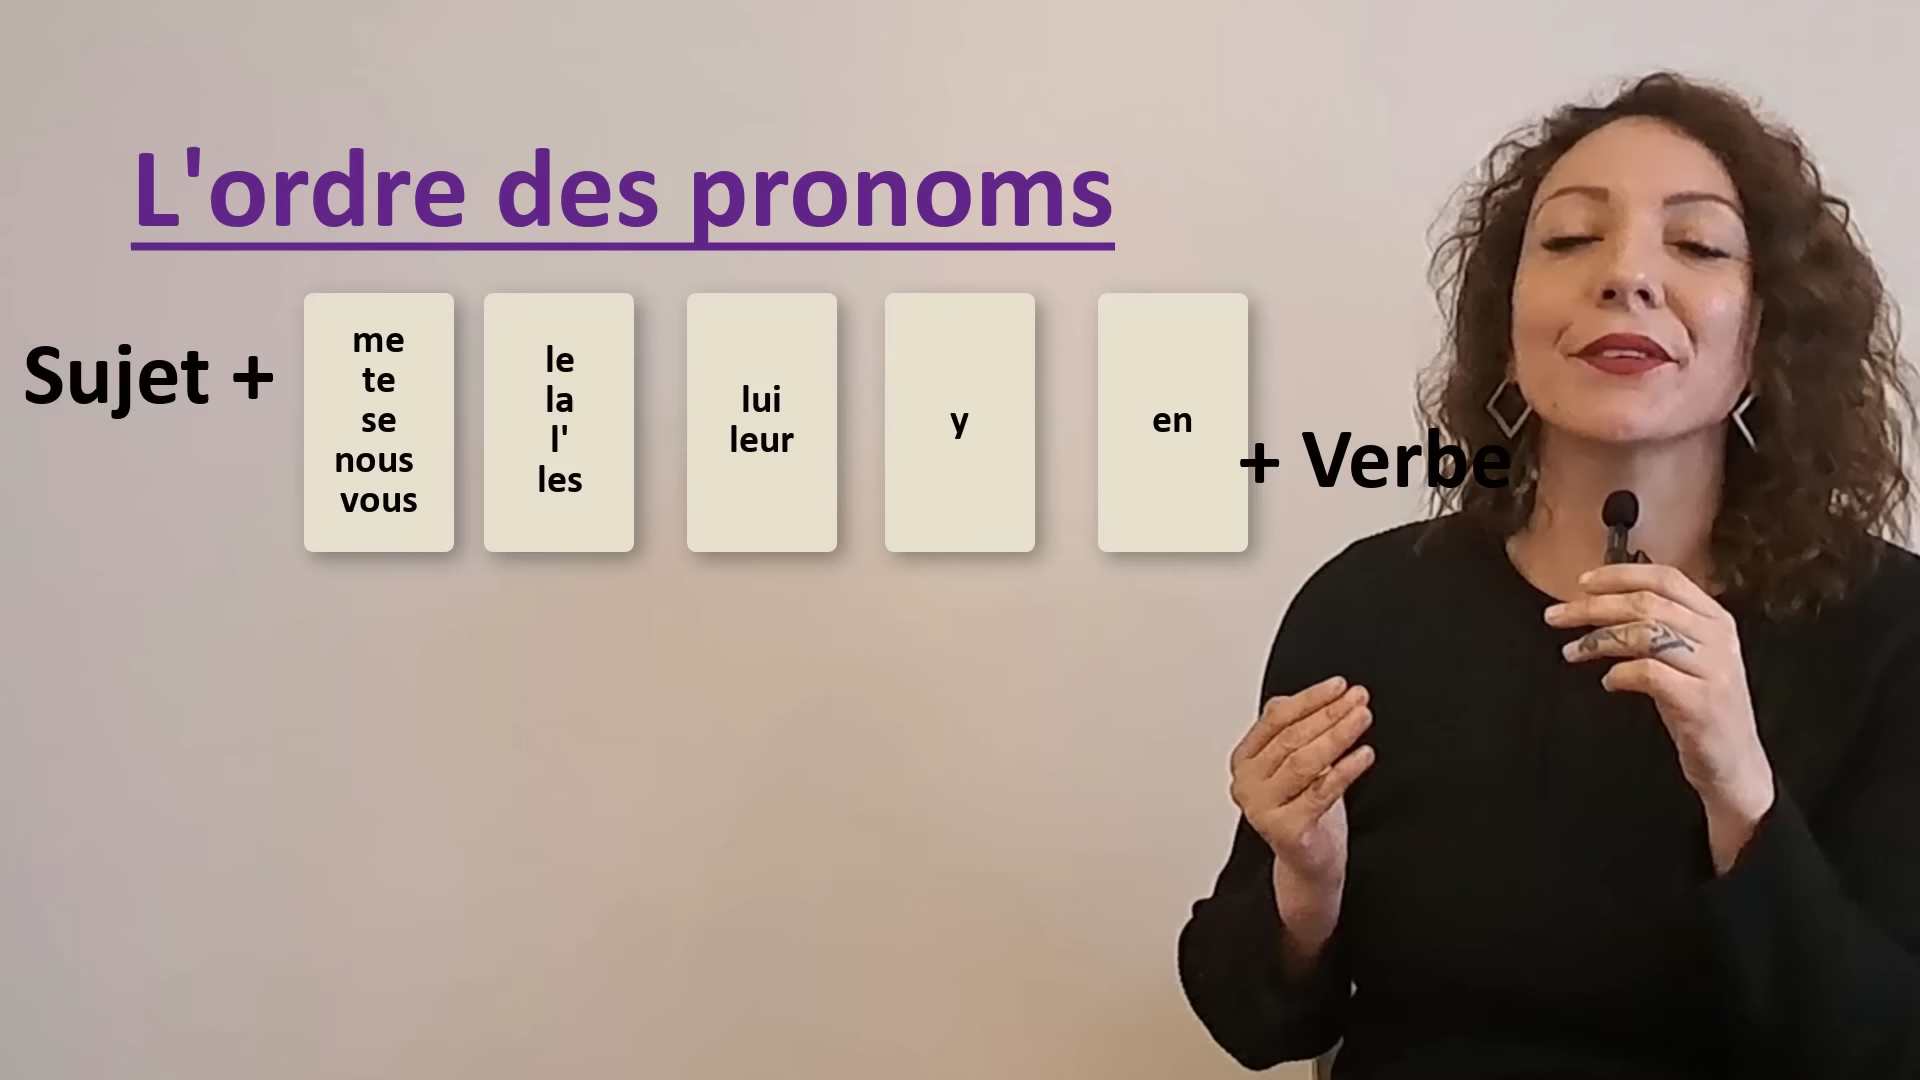 L'ordre des pronoms
Sujet +
me
te
se
nous
vous
le
la
l'
les
lui
leur
y
en
+ Verbe